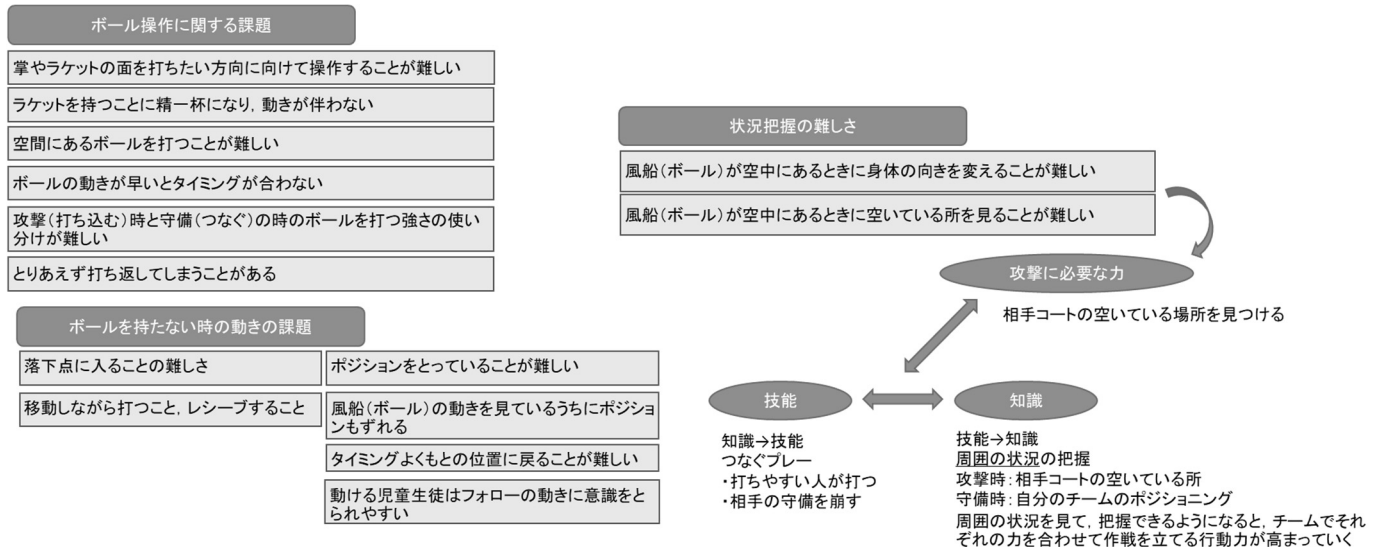 ボール操作に関する課題
掌やラケットの面を打ちたい方向に向けて操作することが難しい
ラケットを持つことに精一杯になり，動きが伴わない
空間にあるボールを打つことが難しい
ボールの動きが早いとタイミングが合わない
攻撃（打ち込む）時と守備（つなぐ）の時のボールを打つ強さの使い
分けが難しい
とりあえず打ち返してしまうことがある
ボールを持たない時の動きの課題
落下点に入ることの難しさ
移動しながら打つこと，レシーブすること
ポジションをとっていることが難しい
風船（ボール）の動きを見ているうちにポジショ
ンもずれる
タイミングよくもとの位置に戻ることが難しい
動ける児童生徒はフォローの動きに意識をと
られやすい
状況把握の難しさ
風船（ボール）が空中にあるときに身体の向きを変えることが難しい
風船（ボール）が空中にあるときに空いている所を見ることが難しい
攻撃に必要な力
相手コートの空いている場所を見つける
技能
知識→技能
つなぐプレー
・打ちやすい人が打つ
・相手の守備を崩す
知識
技能→知識
周囲の状況の把握
攻撃時：相手コートの空いている所
守備時：自分のチームのポジショニング
周囲の状況を見て，把握できるようになると，チームでそれ
ぞれの力を合わせて作戦を立てる行動力が高まっていく